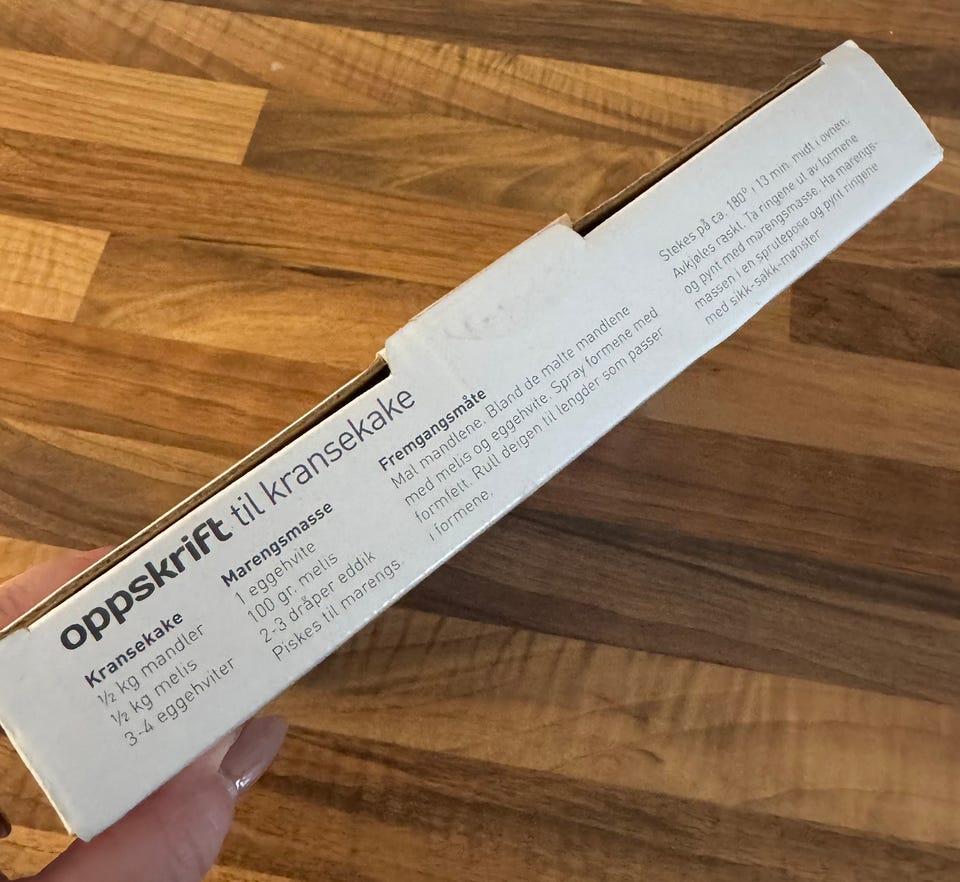 oppskrift til kransekake
Kransekake
½ kg mandler
½ kg melis
3-4 eggehviter
Marengsmasse
1 eggehvite
100 gr. melis
2-3 dråper eddik
Piskes til marengs.
Fremgangsmåte
Mal mandlene. Bland de malte mandlene
med melis og eggehvite. Spray formene med
formfett. Rull deigen til lengder som passer
i formene.
Stekes på ca. 180° i 13 min. midt i ovnen.
Avkjøles raskt. Ta ringene ut av formene
og pynt med marengsmasse. Ha marengs-
massen i en sprutepose og pynt ringene
med sikk-sakk-mønster